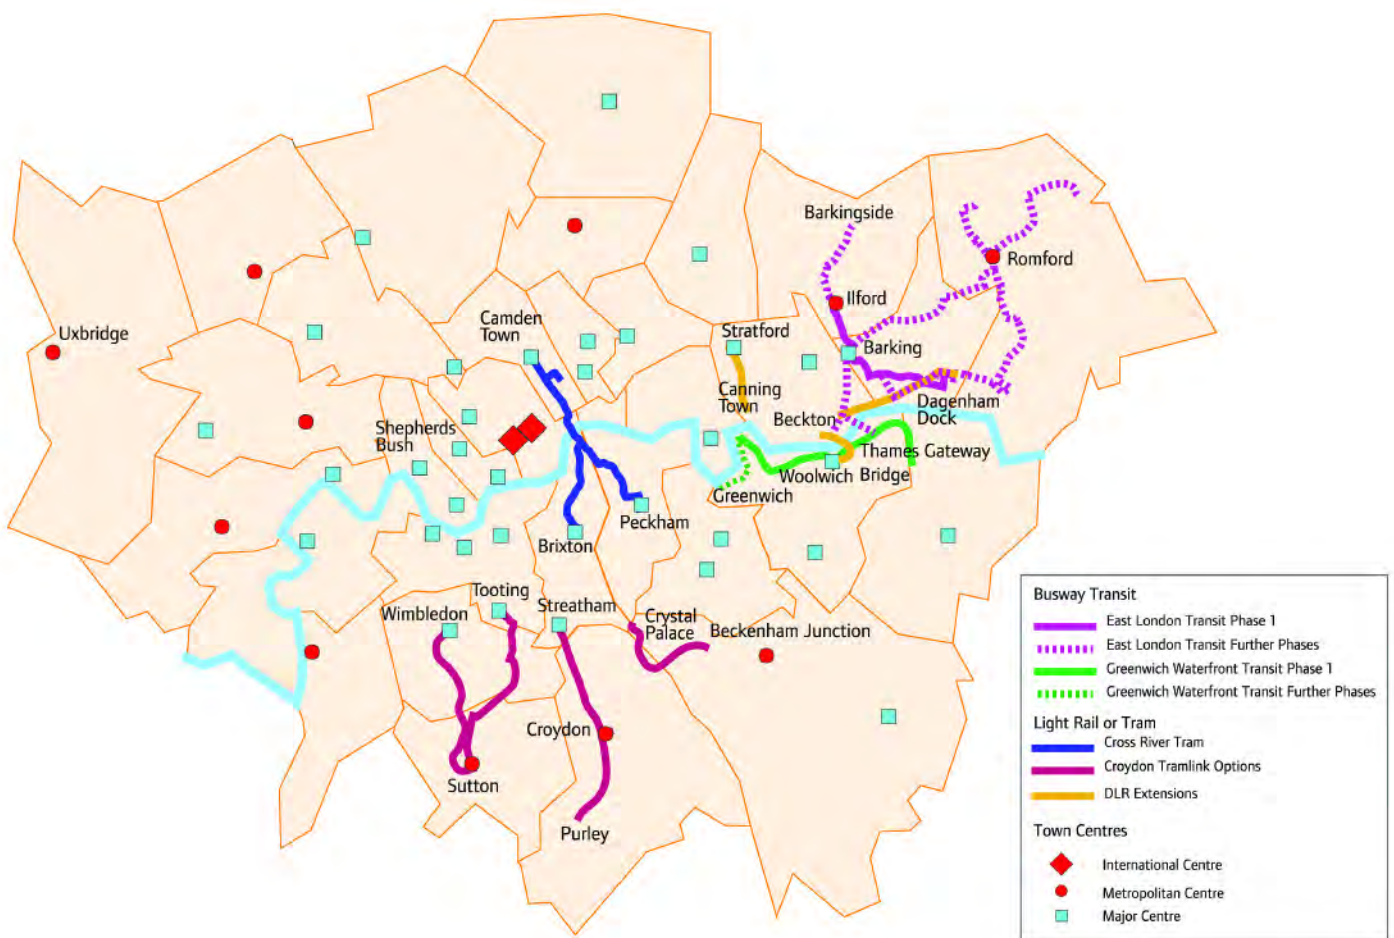 Barkingside
Romford
Ilford
Uxbridge
Camden
Town
Stratford
Barking
Canning
Town
Dagenham
Dock
Beckton
Shepherds
Bush
Thames Gateway
Bridge
Woolwich
Greenwich
Peckham
Brixton
Tooting
Wimbledon
Streatham
Crystal
Palace
Beckenham Junction
Croydon
Sutton
Purley
Busway Transit
East London Transit Phase 1
East London Transit Further Phases
Greenwich Waterfront Transit Phase 1
Greenwich Waterfront Transit Further Phases
Light Rail or Tram
Cross River Tram
Croydon Tramlink Options
DLR Extensions
Town Centres
International Centre
Metropolitan Centre
Major Centre